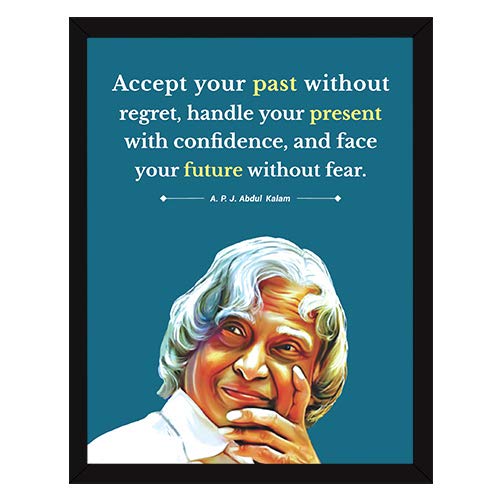 Accept your past without
regret, handle your present
with confidence, and face
your future without fear.
A. P. J. Abdul Kalam